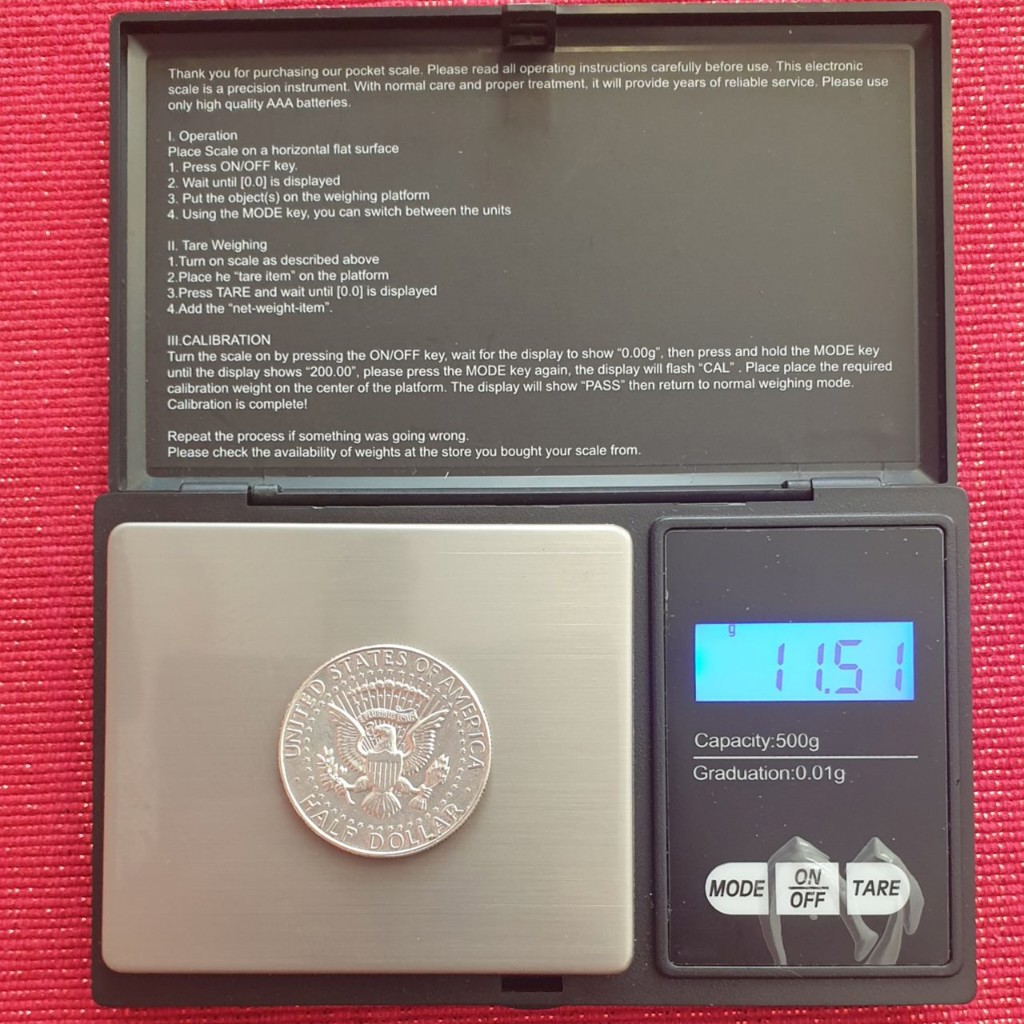 Thank you for purchasing our pocket scale. Please read all operating instructions carefully before use. This electronic
scale is a precision instrument. With normal care and proper treatment, it will provide years of reliable service. Please use
only high quality AAA batteries.
I. Operation
Place Scale on a horizontal flat surface
1. Press ON/OFF key.
2. Wait until [0.0] is displayed
3. Put the object(s) on the weighing platform
4. Using the MODE key, you can switch between the units
II. Tare Weighing
1.Turn on scale as described above
2.Place he “tare item” on the platform
3.Press TARE and wait until [0.0] is displayed
4.Add the “net-weight-item”.
III.CALIBRATION
Turn the scale on by pressing the ON/OFF key, wait for the display to show “0.00g”, then press and hold the MODE key
until the display shows “200.00”, please press the MODE key again, the display will flash “CAL” . Place place the required
calibration weight on the center of the platform. The display will show “PASS” then return to normal weighing mode.
Calibration is complete!
Repeat the process if something was going wrong.
Please check the availability of weights at the store you bought your scale from.
UNITED STATES OF AMERICA
HALF DOLLAR
g
11.51
Capacity:500g
Graduation:0.01g
MODE
ON
OFF
TARE